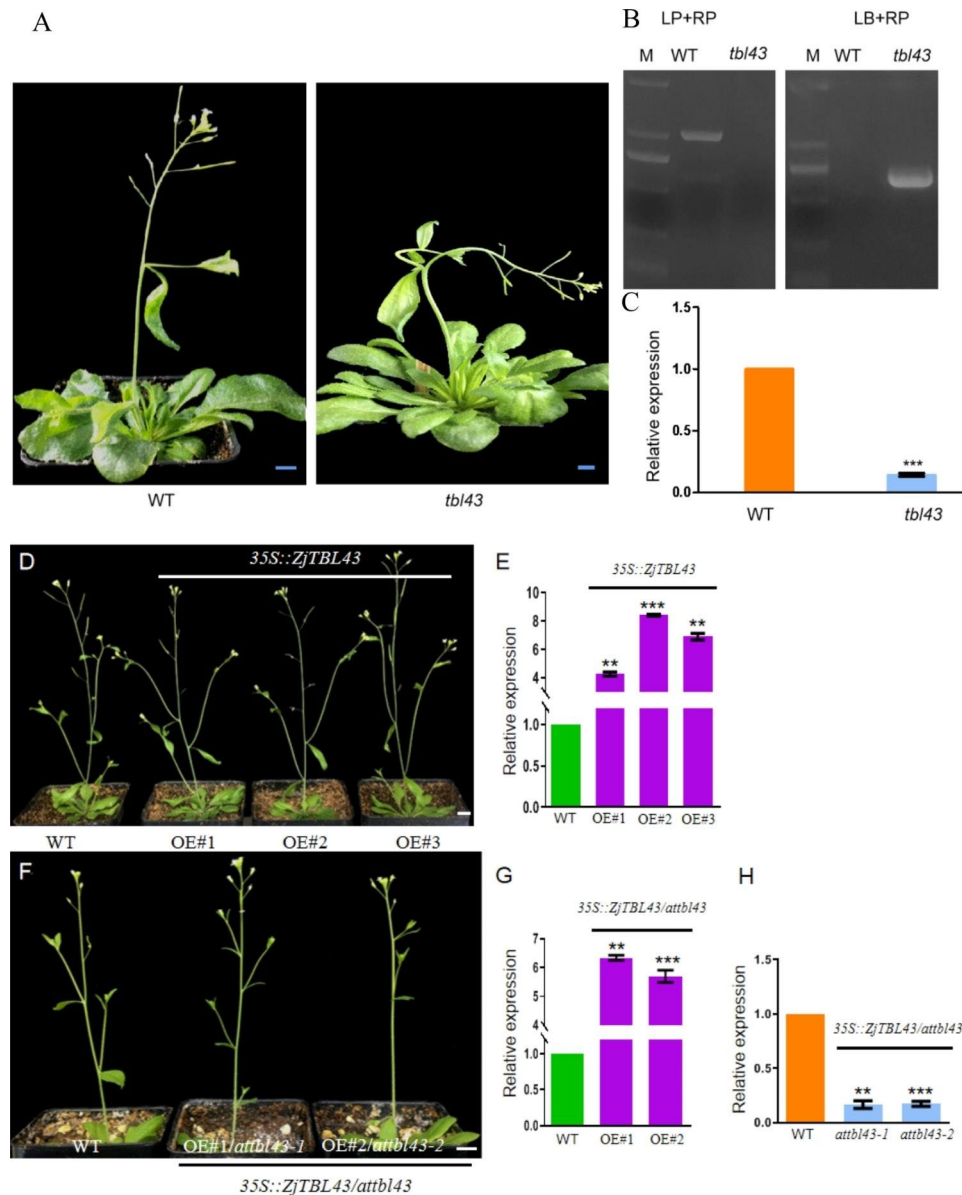 A
B
LP+RP
LB+RP
M WT tbl43
M WT tbl43
WT
tbl43
C
Relative expression
1.5
1.0
0.5
0.0
***
WT
tbl43
D
35S::ZjTBL43
WT
OE#1
OE#2
OE#3
E
35S::ZjTBL43
Relative expression
10
8
6
4
1.0
0.5
0.0
**
***
**
WT
OE#1
OE#2
OE#3
F
WT
OE#1/attbl43-1
OE#2/attbl43-2
35S::ZjTBL43/attbl43
G
35S::ZjTBL43/attbl43
Relative expression
7
6
5
4
1.0
0.5
0.0
**
***
WT
OE#1
OE#2
H
Relative expression
1.5
1.0
0.5
0.0
35S::ZjTBL43/attbl43
**
***
WT
attbl43-1
attbl43-2